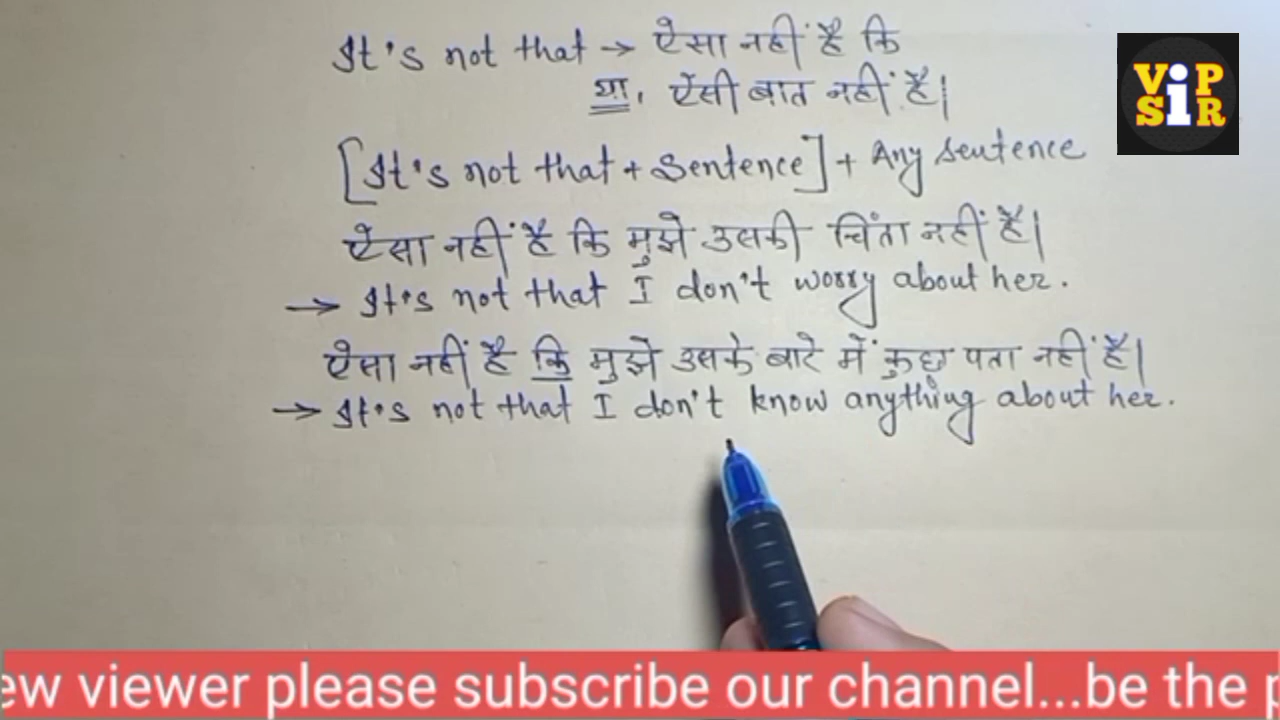 It's not that → ऐसा नहीं है कि
या, ऐसी बात नहीं है।
[It's not that + Sentence] + Any sentence
ऐसा नहीं है कि मुझे उसकी चिंता नहीं है।
→ It's not that I don't worry about her.
ऐसा नहीं है कि मुझे उसके बारे में कुछ पता नहीं है।
→ It's not that I don't know anything about her.
ViP
SiR
ew viewer please subscribe our channel...be the p